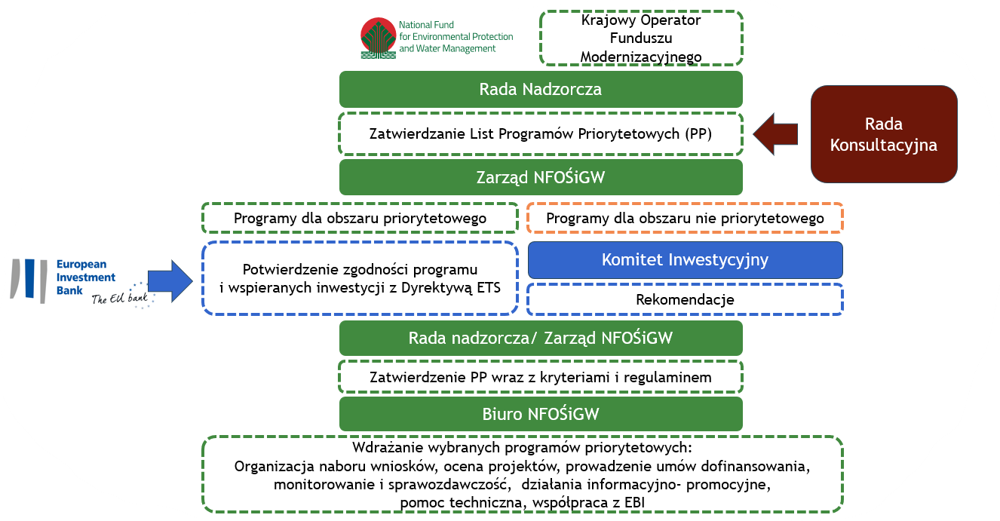 National Fund
for Environmental Protection
and Water Management
Krajowy Operator
Funduszu
Modernizacyjnego
Rada Nadzorcza
Zatwierdzanie List Programów Priorytetowych (PP)
Rada
Konsultacyjna
Zarząd NFOŚiGW
Programy dla obszaru priorytetowego
Programy dla obszaru nie priorytetowego
European
Investment
Bank
The EU bank
Potwierdzenie zgodności programu
i wspieranych inwestycji z Dyrektywą ETS
Komitet Inwestycyjny
Rekomendacje
Rada nadzorcza/ Zarząd NFOŚiGW
Zatwierdzenie PP wraz z kryteriami i regulaminem
Biuro NFOŚiGW
Wdrażanie wybranych programów priorytetowych:
Organizacja naboru wniosków, ocena projektów, prowadzenie umów dofinansowania,
monitorowanie i sprawozdawczość,  działania informacyjno- promocyjne,
pomoc techniczna, współpraca z EBI